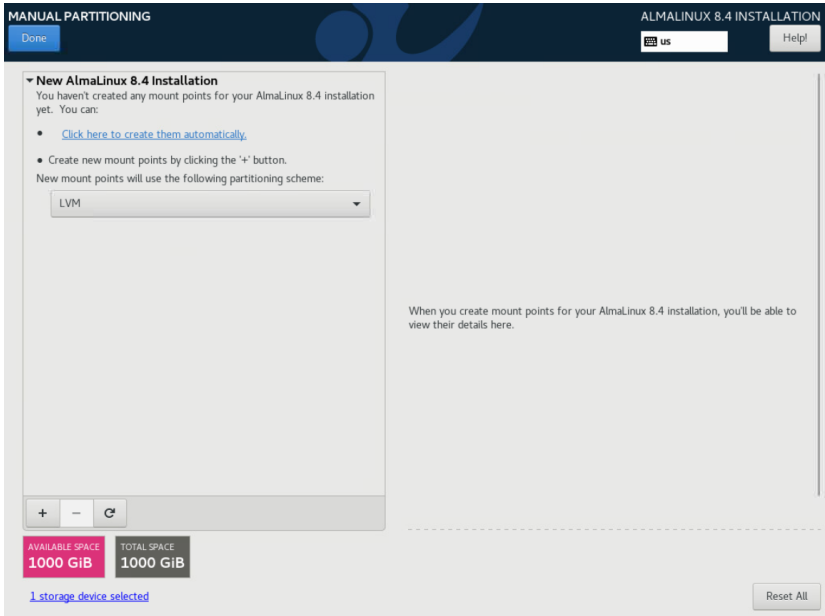 MANUAL PARTITIONING
ALMALINUX 8.4 INSTALLATION
Done
us
Help!
New AlmaLinux 8.4 Installation
You haven't created any mount points for your AlmaLinux 8.4 installation
yet. You can:
• Click here to create them automatically.
• Create new mount points by clicking the '+' button.
New mount points will use the following partitioning scheme:
LVM
When you create mount points for your AlmaLinux 8.4 installation, you'll be able to
view their details here.
+ − ⟳
AVAILABLE SPACE
1000 GiB
TOTAL SPACE
1000 GiB
1 storage device selected
Reset All